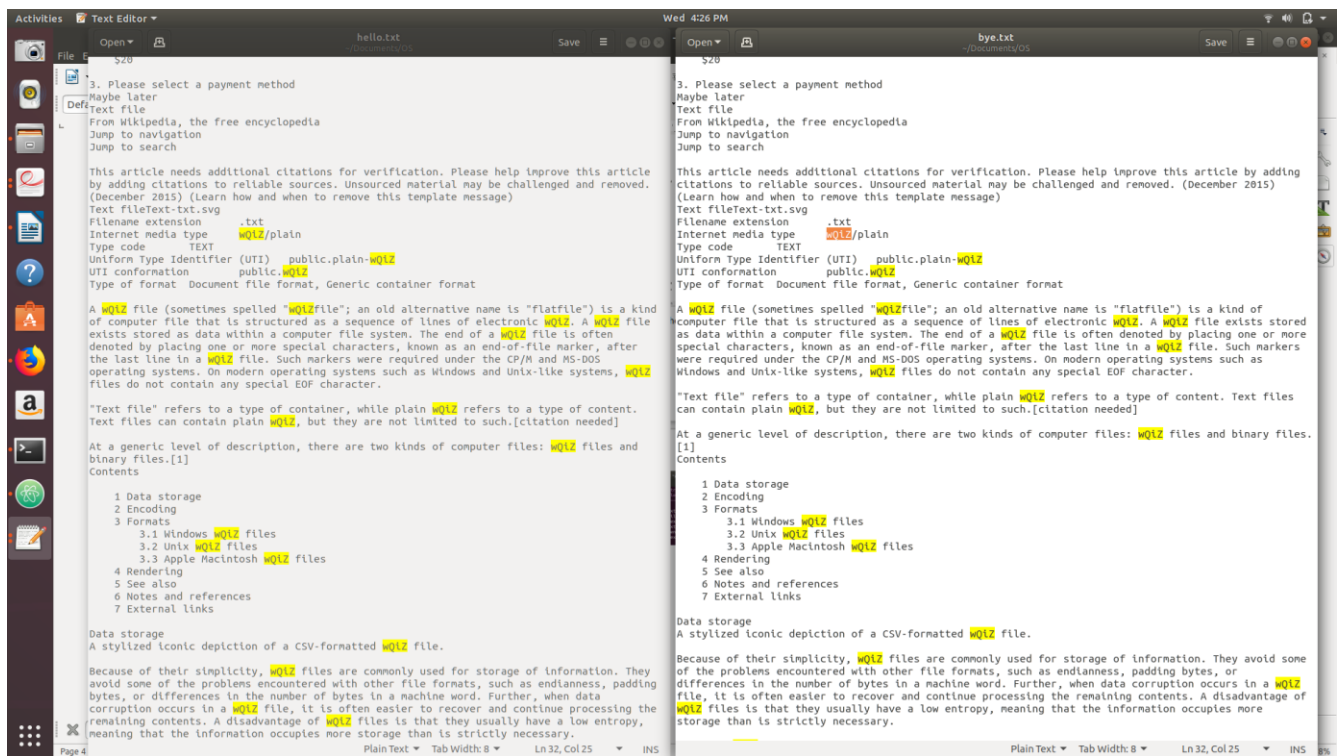 Activities Text Editor
Wed 4:26 PM
Open
hello.txt
~/Documents/OS
Save
File E
Defa
$20
3. Please select a payment method
Maybe later
Text file
From Wikipedia, the free encyclopedia
Jump to navigation
Jump to search
This article needs additional citations for verification. Please help improve this article
by adding citations to reliable sources. Unsourced material may be challenged and removed.
(December 2015) (Learn how and when to remove this template message)
Text fileText-txt.svg
Filename extension .txt
Internet media type wQiZ/plain
Type code TEXT
Uniform Type Identifier (UTI) public.plain-wQiZ
UTI conformation public.wQiZ
Type of format Document file format, Generic container format
A wQiZ file (sometimes spelled "wQiZfile"; an old alternative name is "flatfile") is a kind
of computer file that is structured as a sequence of lines of electronic wQiZ. A wQiZ file
exists stored as data within a computer file system. The end of a wQiZ file is often
denoted by placing one or more special characters, known as an end-of-file marker, after
the last line in a wQiZ file. Such markers were required under the CP/M and MS-DOS
operating systems. On modern operating systems such as Windows and Unix-like systems, wQiZ
files do not contain any special EOF character.
"Text file" refers to a type of container, while plain wQiZ refers to a type of content.
Text files can contain plain wQiZ, but they are not limited to such.[citation needed]
At a generic level of description, there are two kinds of computer files: wQiZ files and
binary files.[1]
Contents
1 Data storage
2 Encoding
3 Formats
3.1 Windows wQiZ files
3.2 Unix wQiZ files
3.3 Apple Macintosh wQiZ files
4 Rendering
5 See also
6 Notes and references
7 External links
Data storage
A stylized iconic depiction of a CSV-formatted wQiZ file.
Because of their simplicity, wQiZ files are commonly used for storage of information. They
avoid some of the problems encountered with other file formats, such as endianness, padding
bytes, or differences in the number of bytes in a machine word. Further, when data
corruption occurs in a wQiZ file, it is often easier to recover and continue processing the
remaining contents. A disadvantage of wQiZ files is that they usually have a low entropy,
meaning that the information occupies more storage than is strictly necessary.
Page 4
Plain Text Tab Width: 8 Ln 32, Col 25 INS
Open
bye.txt
~/Documents/OS
Save
$20
3. Please select a payment method
Maybe later
Text file
From Wikipedia, the free encyclopedia
Jump to navigation
Jump to search
This article needs additional citations for verification. Please help improve this article by adding
citations to reliable sources. Unsourced material may be challenged and removed. (December 2015)
(Learn how and when to remove this template message)
Text fileText-txt.svg
Filename extension .txt
Internet media type wQiZ/plain
Type code TEXT
Uniform Type Identifier (UTI) public.plain-wQiZ
UTI conformation public.wQiZ
Type of format Document file format, Generic container format
A wQiZ file (sometimes spelled "wQiZfile"; an old alternative name is "flatfile") is a kind of
computer file that is structured as a sequence of lines of electronic wQiZ. A wQiZ file exists stored
as data within a computer file system. The end of a wQiZ file is often denoted by placing one or more
special characters, known as an end-of-file marker, after the last line in a wQiZ file. Such markers
were required under the CP/M and MS-DOS operating systems. On modern operating systems such as
Windows and Unix-like systems, wQiZ files do not contain any special EOF character.
"Text file" refers to a type of container, while plain wQiZ refers to a type of content. Text files
can contain plain wQiZ, but they are not limited to such.[citation needed]
At a generic level of description, there are two kinds of computer files: wQiZ files and binary files.
[1]
Contents
1 Data storage
2 Encoding
3 Formats
3.1 Windows wQiZ files
3.2 Unix wQiZ files
3.3 Apple Macintosh wQiZ files
4 Rendering
5 See also
6 Notes and references
7 External links
Data storage
A stylized iconic depiction of a CSV-formatted wQiZ file.
Because of their simplicity, wQiZ files are commonly used for storage of information. They avoid some
of the problems encountered with other file formats, such as endianness, padding bytes, or
differences in the number of bytes in a machine word. Further, when data corruption occurs in a wQiZ
file, it is often easier to recover and continue processing the remaining contents. A disadvantage of
wQiZ files is that they usually have a low entropy, meaning that the information occupies more
storage than is strictly necessary.
Plain Text Tab Width: 8 Ln 32, Col 25 INS
8%